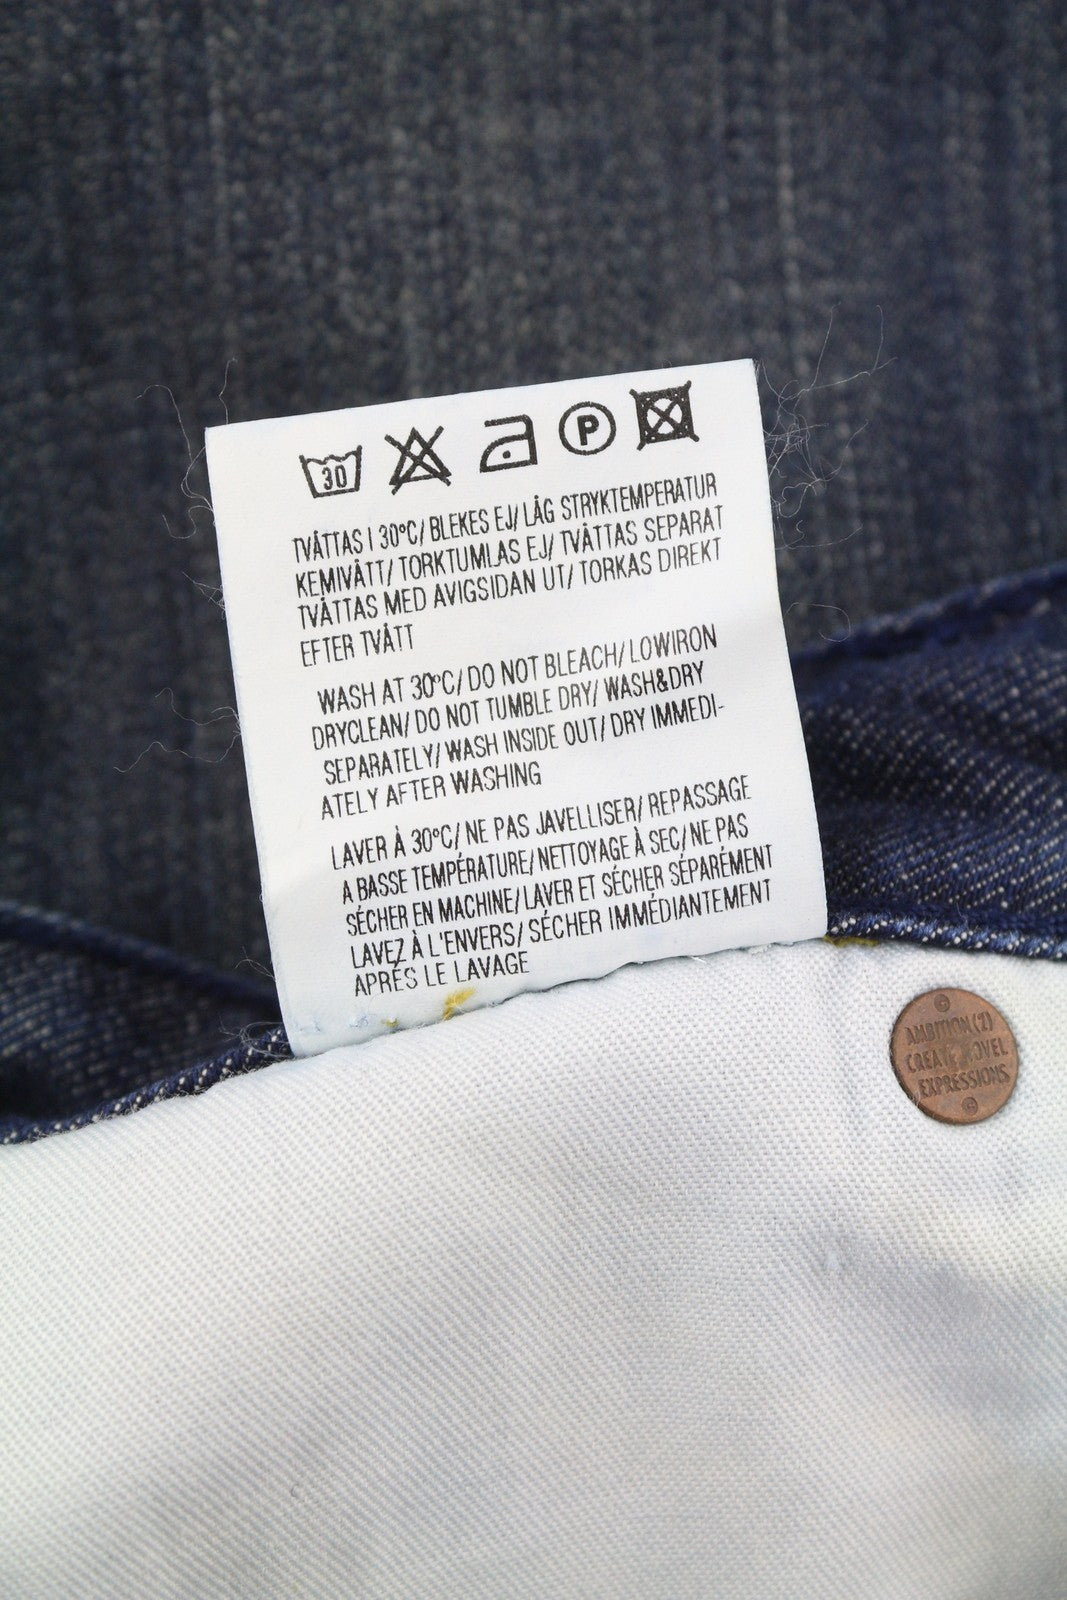 30
P
TVÄTTAS I 30°C/ BLEKES EJ/ LÅG STRYKTEMPERATUR
KEMIVÄTT/ TORKTUMLAS EJ/ TVÄTTAS SEPARAT
TVÄTTAS MED AVIGSIDAN UT/ TORKAS DIREKT
EFTER TVÄTT
WASH AT 30°C/ DO NOT BLEACH/ LOWIRON
DRYCLEAN/ DO NOT TUMBLE DRY/ WASH&DRY
SEPARATELY/ WASH INSIDE OUT/ DRY IMMEDI-
ATELY AFTER WASHING
LAVER À 30°C/ NE PAS JAVELLISER/ REPASSAGE
A BASSE TEMPÉRATURE/ NETTOYAGE À SEC/ NE PAS
SÉCHER EN MACHINE/ LAVER ET SÉCHER SÉPARÉMENT
LAVEZ À L'ENVERS/ SÉCHER IMMÉDIANTEMENT
APRÉS LE LAVAGE
©
AMBITION (2)
CREATE NOVEL
EXPRESSIONS
©